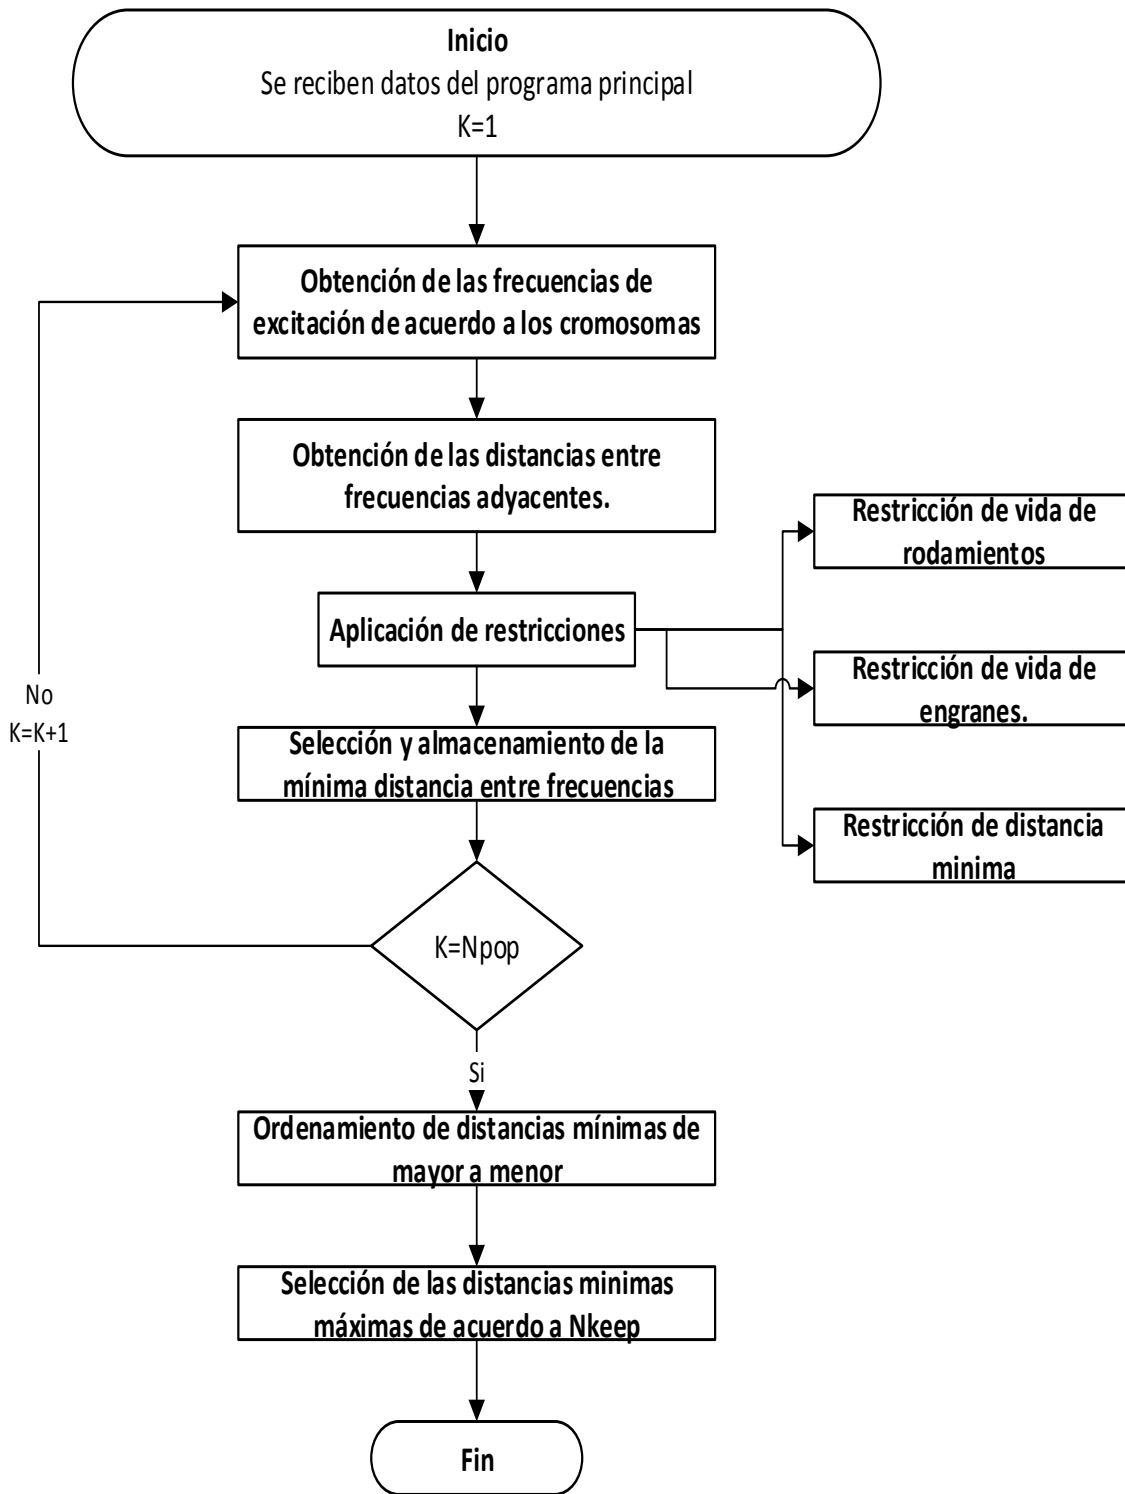 Inicio
Se reciben datos del programa principal
K=1
Obtención de las frecuencias de
excitación de acuerdo a los cromosomas
Obtención de las distancias entre
frecuencias adyacentes.
Aplicación de restricciones
Restricción de vida de
rodamientos
Restricción de vida de
engranes.
Restricción de distancia
minima
Selección y almacenamiento de la
mínima distancia entre frecuencias
No
K=K+1
K=Npop
Si
Ordenamiento de distancias mínimas de
mayor a menor
Selección de las distancias minimas
máximas de acuerdo a Nkeep
Fin